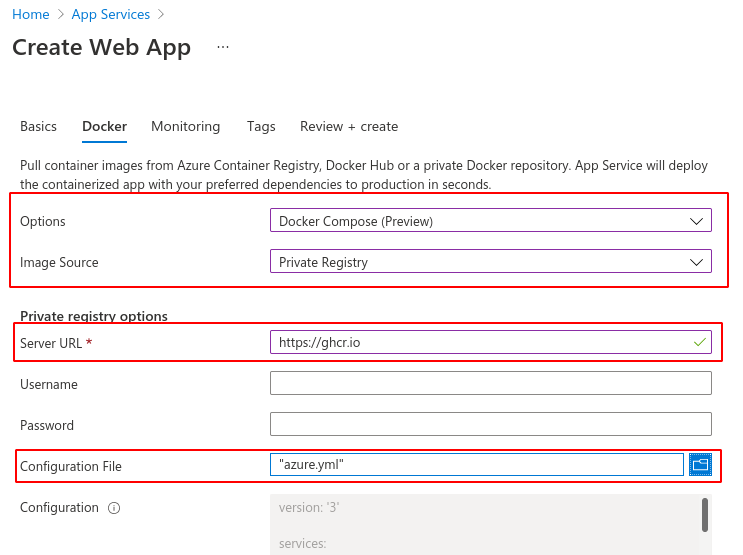 Home > App Services >
Create Web App ...
Basics Docker Monitoring Tags Review + create
Pull container images from Azure Container Registry, Docker Hub or a private Docker repository. App Service will deploy
the containerized app with your preferred dependencies to production in seconds.
Options Docker Compose (Preview)
Image Source Private Registry
Private registry options
Server URL * https://ghcr.io
Username
Password
Configuration File "azure.yml"
Configuration version: '3'
services: